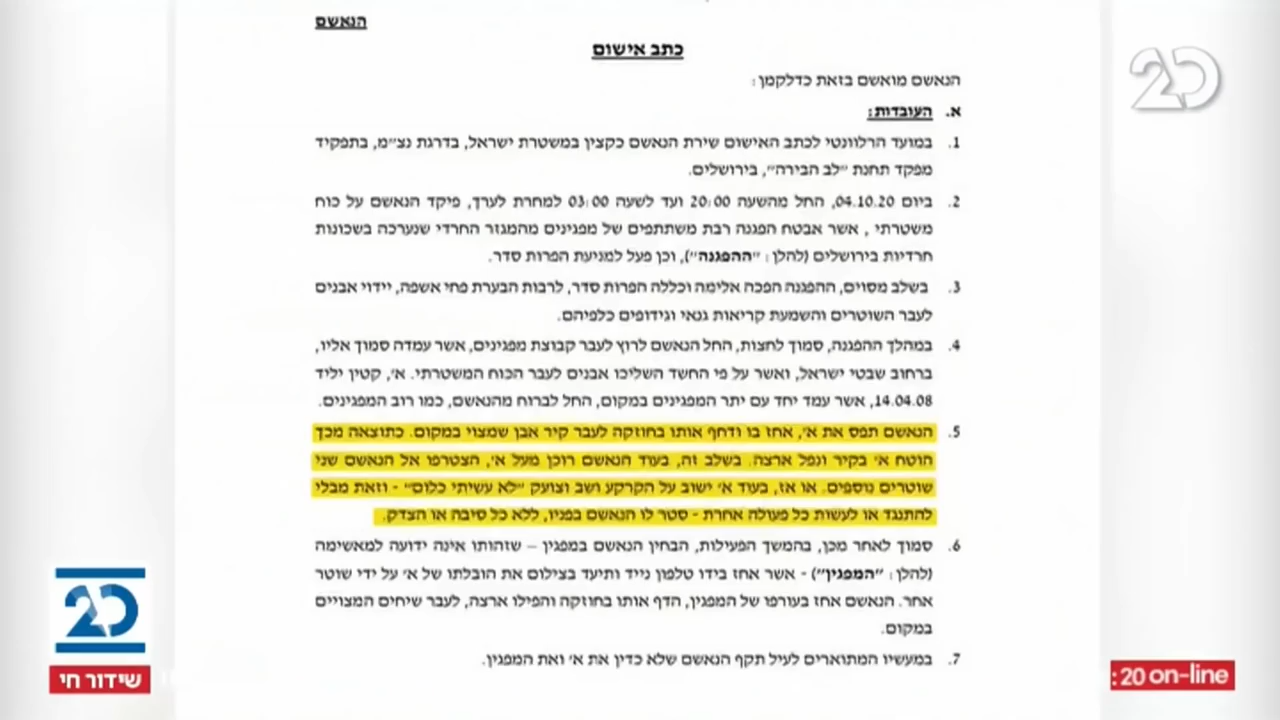 הנאשם
כתב אישום
הנאשם מואשם בזאת כדלקמן:
א. העובדות:
1. במועד הרלוונטי לכתב האישום שירת הנאשם כקצין במשטרת ישראל, בדרגת נצ״מ, בתפקיד
מפקד תחנת ״לב הבירה״, בירושלים.
2. ביום 04.10.20, החל מהשעה 20:00 ועד לשעה 03:00 למחרת לערך, פיקד הנאשם על כוח
משטרתי, אשר אבטח הפגנה רבת משתתפים של מפגינים מהמגזר החרדי שנערכה בשכונות
חרדיות בירושלים (להלן: ״ההפגנה״), וכן פעל למניעת הפרות סדר.
3. בשלב מסוים, ההפגנה הפכה אלימה וכללה הפרות סדר, לרבות הבערת פחי אשפה, יידוי אבנים
לעבר השוטרים והשמעת קריאות גנאי וגידופים כלפיהם.
4. במהלך ההפגנה, סמוך לחצות, החל הנאשם לרוץ לעבר קבוצת מפגינים, אשר עמדה סמוך אליו,
ברחוב שבטי ישראל, ואשר על פי החשד השליכו אבנים לעבר הכוח המשטרתי. א׳, קטין יליד
14.04.08, אשר עמד יחד עם יתר המפגינים במקום, החל לברוח מהנאשם, כמו רוב המפגינים.
5. הנאשם תפס את א׳, אחז בו ודחף אותו בחוזקה לעבר קיר אבן שמצוי במקום. כתוצאה מכך
הוטח א׳ בקיר ונפל ארצה. בשלב זה, בעוד הנאשם רוכן מעל א׳, הצטרפו אל הנאשם שני
שוטרים נוספים. או אז, בעוד א׳ ישוב על הקרקע ושב וצועק ״לא עשיתי כלום״ - וזאת מבלי
להתנגד או לעשות כל פעולה אחרת - סטר לו הנאשם בפניו, ללא כל סיבה או הצדק.
6. סמוך לאחר מכן, בהמשך הפעילות, הבחין הנאשם במפגין – שזהותו אינה ידועה למאשימה
(להלן: ״המפגין״) - אשר אחז בידו טלפון נייד ותיעד בצילום את הובלתו של א׳ על ידי שוטר
אחר. הנאשם אחז בעורפו של המפגין, הדף אותו בחוזקה והפילו ארצה, לעבר שיחים המצויים
במקום.
7. במעשיו המתוארים לעיל תקף הנאשם שלא כדין את א׳ ואת המפגין.
20
20
שידור חי
20 on-line: